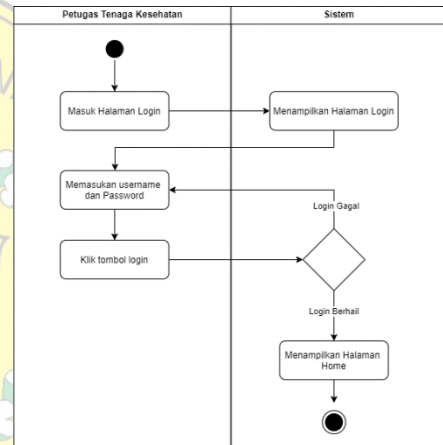 Petugas Tenaga Kesehatan
Sistem
Masuk Halaman Login
Menampilkan Halaman Login
Memasukan username
dan Password
Login Gagal
Klik tombol login
Login Berhail
Menampilkan Halaman
Home